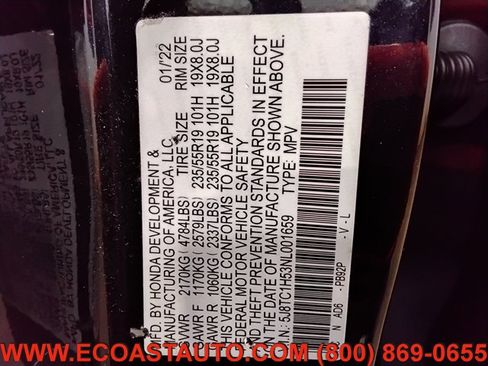 MFD. BY HONDA DEVELOPMENT &
MANUFACTURING OF AMERICA, LLC. 01/22
TIRE SIZE RIM SIZE
GVWR 2170KG (4784LBS)
GAWR F 1170KG (2579LBS) 235/55R19 101H 19X8.0J
GAWR R 1060KG (2337LBS) 235/55R19 101H 19X8.0J
THIS VEHICLE CONFORMS TO ALL APPLICABLE
FEDERAL MOTOR VEHICLE SAFETY
AND THEFT PREVENTION STANDARDS IN EFFECT
ON THE DATE OF MANUFACTURE SHOWN ABOVE.
5J8TC1H53NL001659 TYPE: MPV
N AD6 -PB92P -V - L
WWW.ECOASTAUTO.COM (800) 869-0655